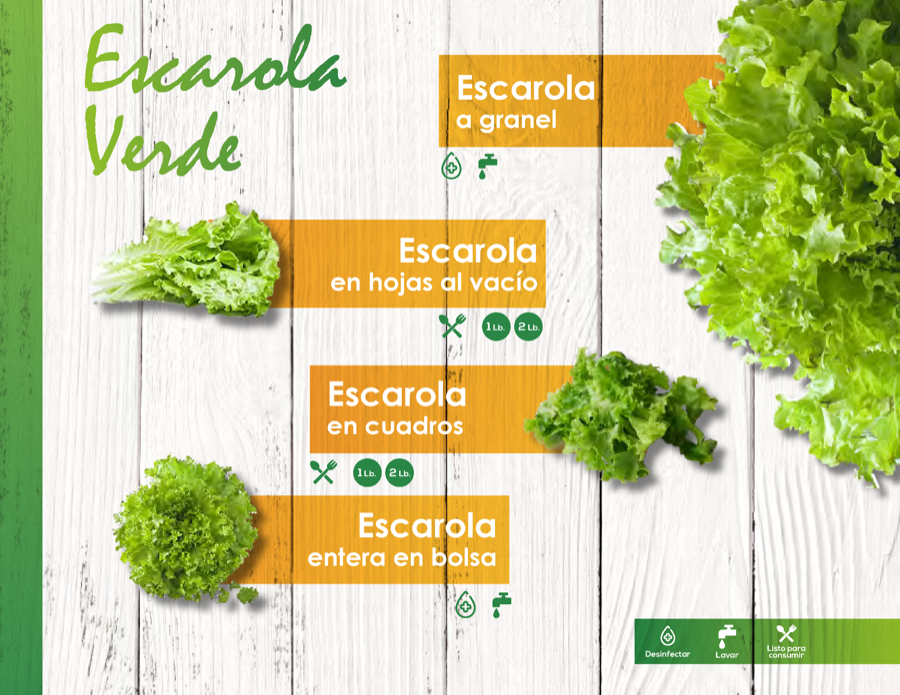 Escarola
Verde
Escarola
a granel
Escarola
en hojas al vacío
1 Lb. 2 Lb.
Escarola
en cuadros
1 Lb. 2 Lb.
Escarola
entera en bolsa
Desinfectar
Lavar
Listo para
consumir